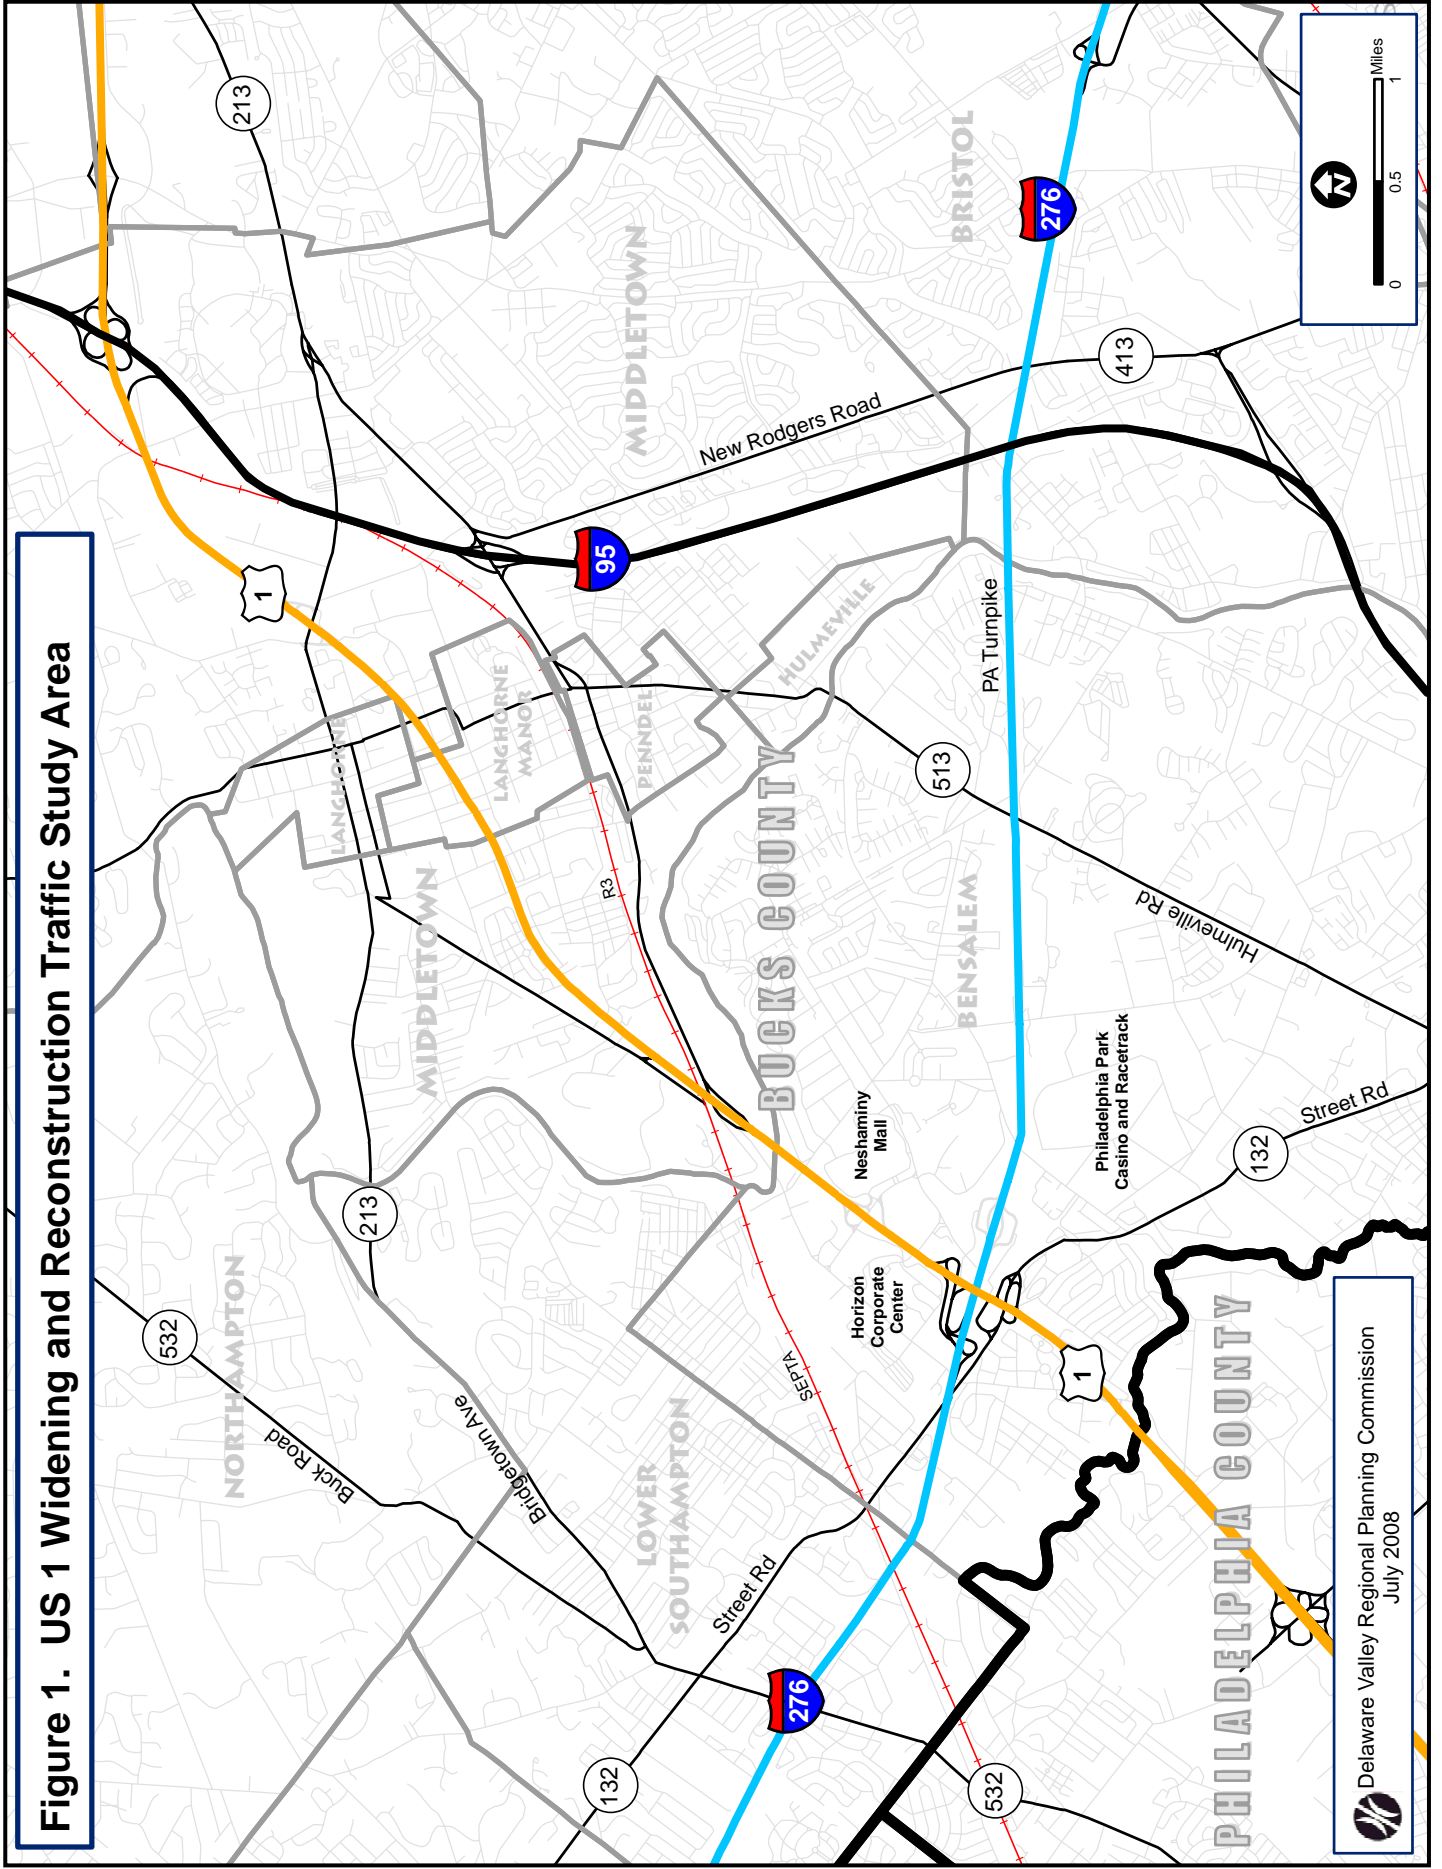 Figure 1. US 1 Widening and Reconstruction Traffic Study Area
213
532
NORTHAMPTON
Buck Road
Bridgetown Ave
213
MIDDLETOWN
LANGHORNE
1
LANGHORNE
MANOR
PENNDEL
R3
95
MIDDLETOWN
New Rodgers Road
HULMEVILLE
BUCKS COUNTY
LOWER
SOUTHAMPTON
Street Rd
SEPTA
132
276
Horizon
Corporate
Center
Neshaminy
Mall
BENSALEM
513
PA Turnpike
BRISTOL
276
413
Hulmeville Rd
Philadelphia Park
Casino and Racetrack
Street Rd
132
1
532
PHILADELPHIA COUNTY
N
0
0.5
1
Miles
Delaware Valley Regional Planning Commission
July 2008